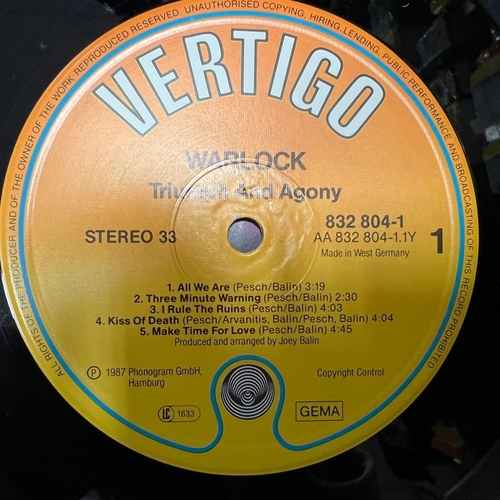 ALL RIGHTS OF THE PRODUCER AND OF THE OWNER OF THE WORK REPRODUCED RESERVED. UNAUTHORISED COPYING, HIRING, LENDING, PUBLIC PERFORMANCE AND BROADCASTING OF THIS RECORD PROHIBITED
VERTIGO
WARLOCK
Triumph And Agony
STEREO 33
832 804-1
AA 832 804-1.1Y
Made in West Germany
1
1. All We Are (Pesch/Balin) 3:19
2. Three Minute Warning (Pesch/Balin) 2:30
3. I Rule The Ruins (Pesch/Balin) 4:03
4. Kiss Of Death (Pesch/Arvanitis, Balin/Pesch, Balin) 4:04
5. Make Time For Love (Pesch/Balin) 4:45
Produced and arranged by Joey Balin
℗ 1987 Phonogram GmbH,
Hamburg
Copyright Control
LC 1633
GEMA